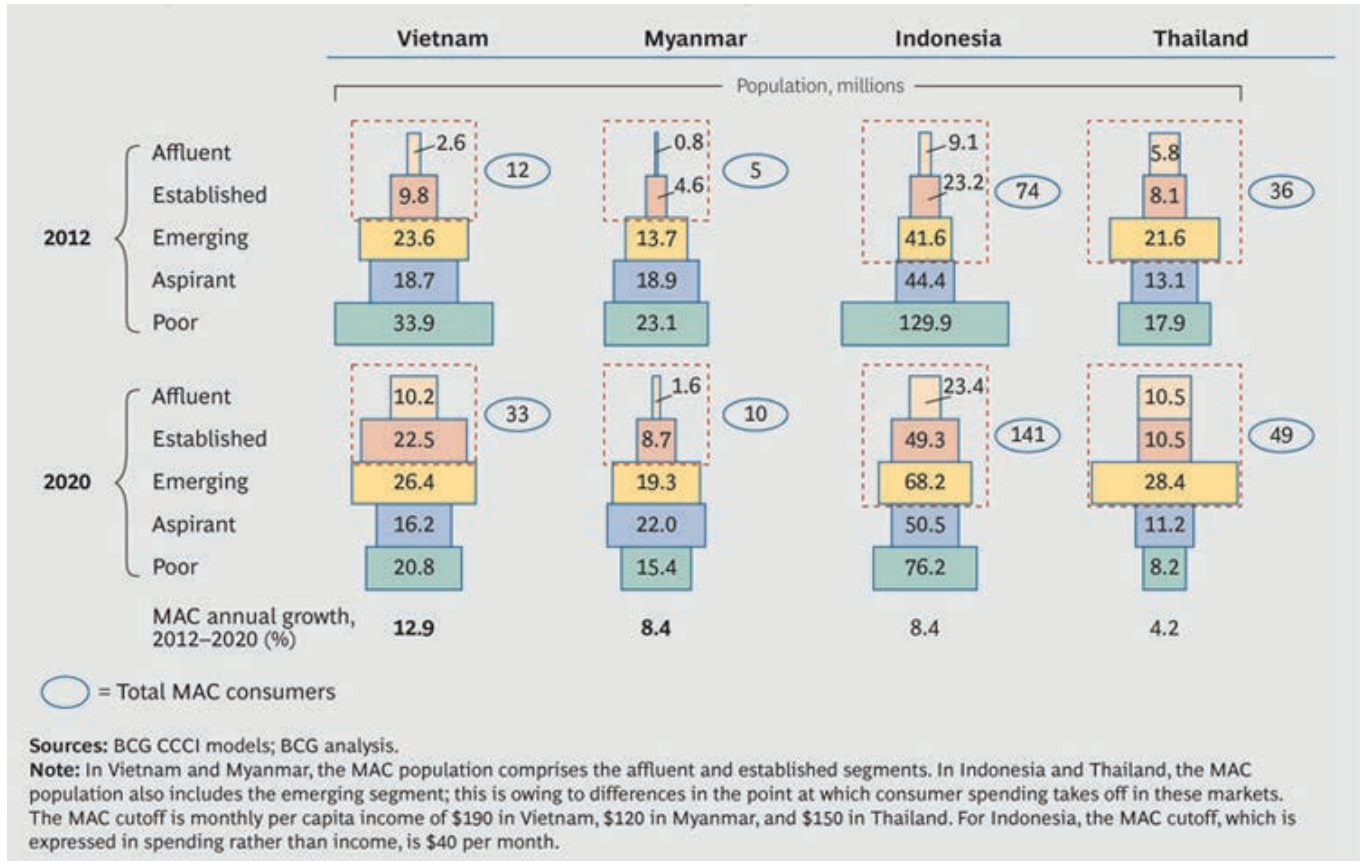 Vietnam Myanmar Indonesia Thailand
Population, millions
2012
Affluent 2.6 0.8 9.1 5.8
12 5 74 36
Established 9.8 4.6 23.2 8.1
Emerging 23.6 13.7 41.6 21.6
Aspirant 18.7 18.9 44.4 13.1
Poor 33.9 23.1 129.9 17.9
2020
Affluent 10.2 1.6 23.4 10.5
33 10 141 49
Established 22.5 8.7 49.3 10.5
Emerging 26.4 19.3 68.2 28.4
Aspirant 16.2 22.0 50.5 11.2
Poor 20.8 15.4 76.2 8.2
MAC annual growth,
2012–2020 (%) 12.9 8.4 8.4 4.2
= Total MAC consumers
Sources: BCG CCCI models; BCG analysis.
Note: In Vietnam and Myanmar, the MAC population comprises the affluent and established segments. In Indonesia and Thailand, the MAC
population also includes the emerging segment; this is owing to differences in the point at which consumer spending takes off in these markets.
The MAC cutoff is monthly per capita income of $190 in Vietnam, $120 in Myanmar, and $150 in Thailand. For Indonesia, the MAC cutoff, which is
expressed in spending rather than income, is $40 per month.